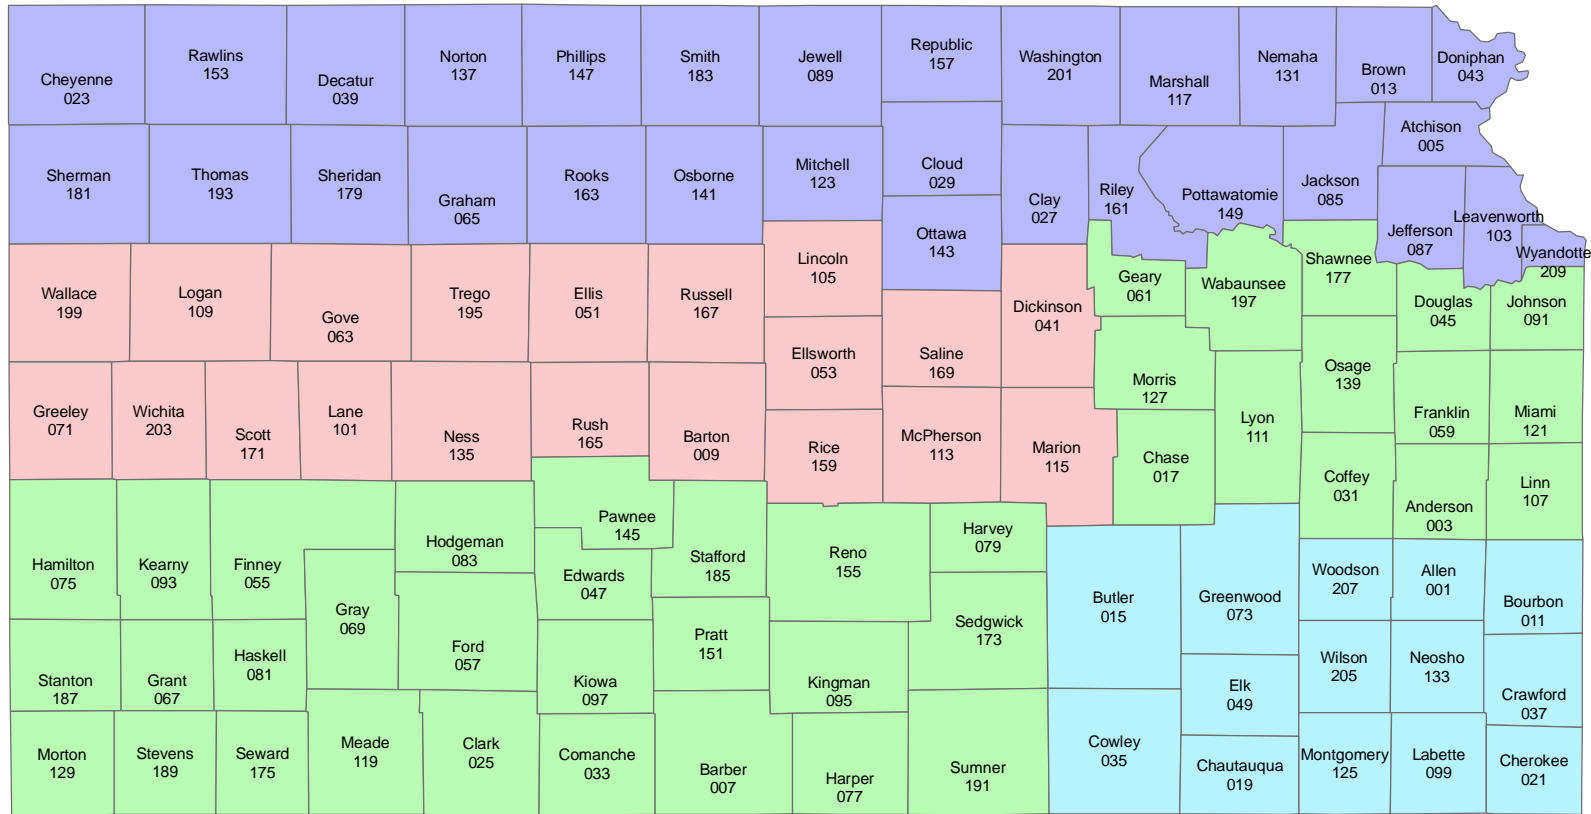 Cheyenne
023
Rawlins
153
Decatur
039
Norton
137
Phillips
147
Smith
183
Jewell
089
Republic
157
Washington
201
Marshall
117
Nemaha
131
Brown
013
Doniphan
043
Atchison
005
Sherman
181
Thomas
193
Sheridan
179
Graham
065
Rooks
163
Osborne
141
Mitchell
123
Cloud
029
Clay
027
Riley
161
Pottawatomie
149
Jackson
085
Jefferson
087
Leavenworth
103
Wyandotte
209
Ottawa
143
Wallace
199
Logan
109
Gove
063
Trego
195
Ellis
051
Russell
167
Lincoln
105
Dickinson
041
Geary
061
Wabaunsee
197
Shawnee
177
Douglas
045
Johnson
091
Ellsworth
053
Saline
169
Morris
127
Osage
139
Greeley
071
Wichita
203
Scott
171
Lane
101
Ness
135
Rush
165
Barton
009
Rice
159
McPherson
113
Marion
115
Chase
017
Lyon
111
Franklin
059
Miami
121
Coffey
031
Anderson
003
Linn
107
Hamilton
075
Kearny
093
Finney
055
Hodgeman
083
Pawnee
145
Edwards
047
Stafford
185
Reno
155
Harvey
079
Gray
069
Ford
057
Pratt
151
Sedgwick
173
Butler
015
Greenwood
073
Woodson
207
Allen
001
Bourbon
011
Stanton
187
Grant
067
Haskell
081
Kiowa
097
Kingman
095
Elk
049
Wilson
205
Neosho
133
Crawford
037
Morton
129
Stevens
189
Seward
175
Meade
119
Clark
025
Comanche
033
Barber
007
Harper
077
Sumner
191
Cowley
035
Chautauqua
019
Montgomery
125
Labette
099
Cherokee
021